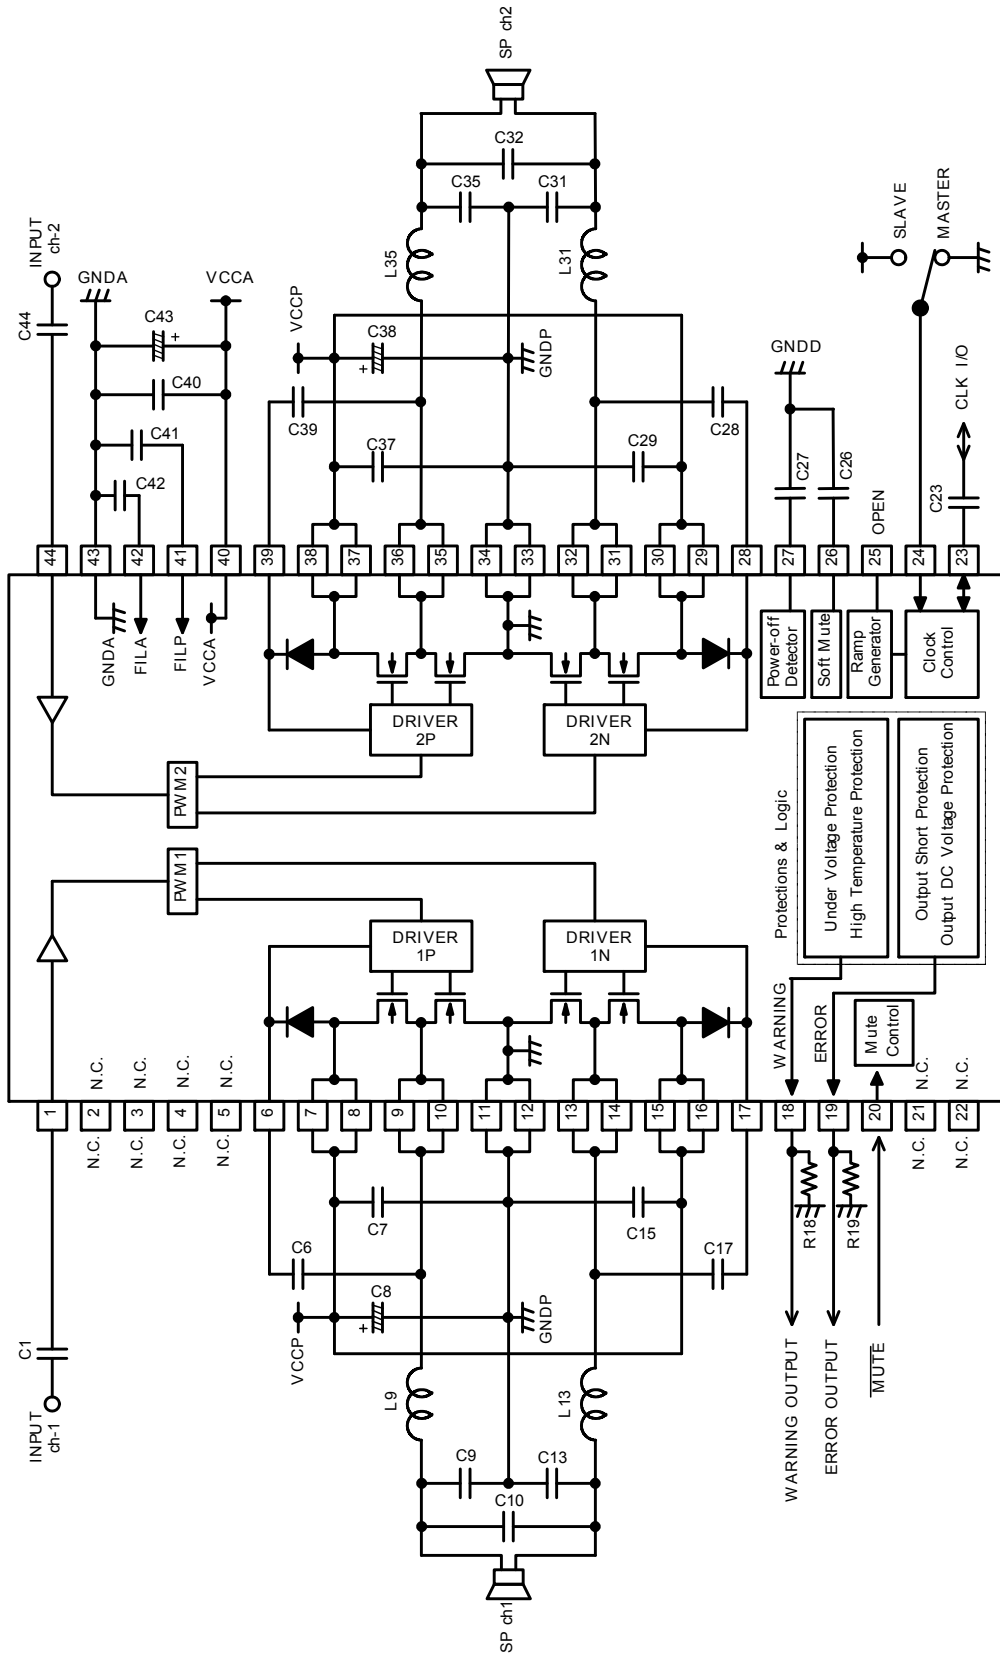 INPUT
ch-1
C1
1
2
3
4
5
6
7
8
9
10
11
12
13
14
15
16
17
18
19
20
21
22
N.C.
N.C.
N.C.
N.C.
N.C.
N.C.
N.C.
N.C.
N.C.
N.C.
N.C.
N.C.
C6
C7
C8
+
VCCP
GNDP
C15
C17
L9
L13
C9
C13
C10
SP ch1
R18
R19
WARNING OUTPUT
ERROR OUTPUT
MUTE
WARNING
ERROR
Mute
Control
PWM1
DRIVER
1P
DRIVER
1N
PWM2
DRIVER
2P
DRIVER
2N
Protections & Logic
Under Voltage Protection
High Temperature Protection
Output Short Protection
Output DC Voltage Protection
GNDA
FILA
FILP
VCCA
Power-off
Detector
Soft Mute
Ramp
Generator
Clock
Control
44
43
42
41
40
39
38
37
36
35
34
33
32
31
30
29
28
27
26
25
24
23
INPUT
ch-2
C44
GNDA
C43
+
C40
C41
C42
VCCA
C39
C37
C38
+
VCCP
GNDP
C29
C28
L35
L31
C35
C31
C32
SP ch2
C27
C26
GNDD
OPEN
C23
CLK I/O
SLAVE
MASTER